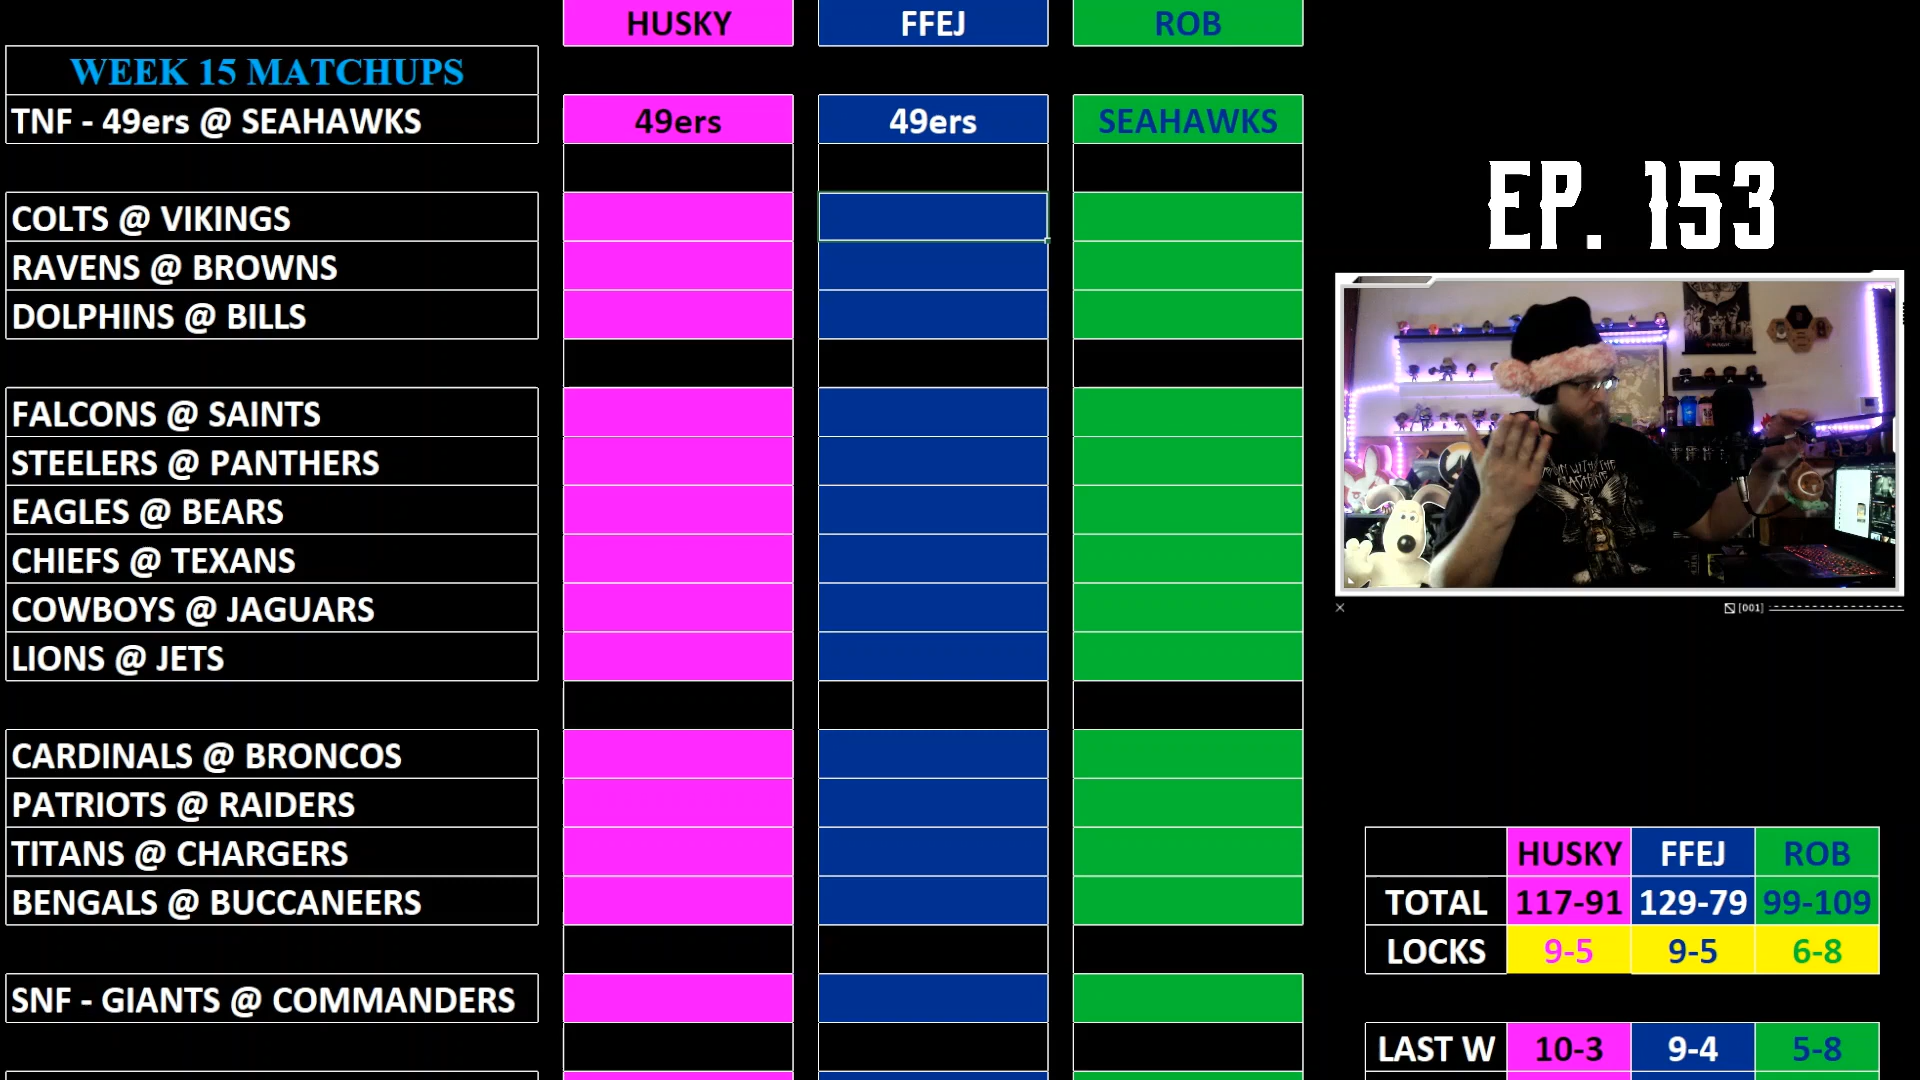 HUSKY FFEJ ROB
WEEK 15 MATCHUPS
TNF - 49ers @ SEAHAWKS 49ers 49ers SEAHAWKS
COLTS @ VIKINGS
RAVENS @ BROWNS
DOLPHINS @ BILLS
FALCONS @ SAINTS
STEELERS @ PANTHERS
EAGLES @ BEARS
CHIEFS @ TEXANS
COWBOYS @ JAGUARS
LIONS @ JETS
CARDINALS @ BRONCOS
PATRIOTS @ RAIDERS
TITANS @ CHARGERS
BENGALS @ BUCCANEERS
SNF - GIANTS @ COMMANDERS
EP. 153
[001]
HUSKY FFEJ ROB
TOTAL 117-91 129-79 99-109
LOCKS 9-5 9-5 6-8
LAST W 10-3 9-4 5-8